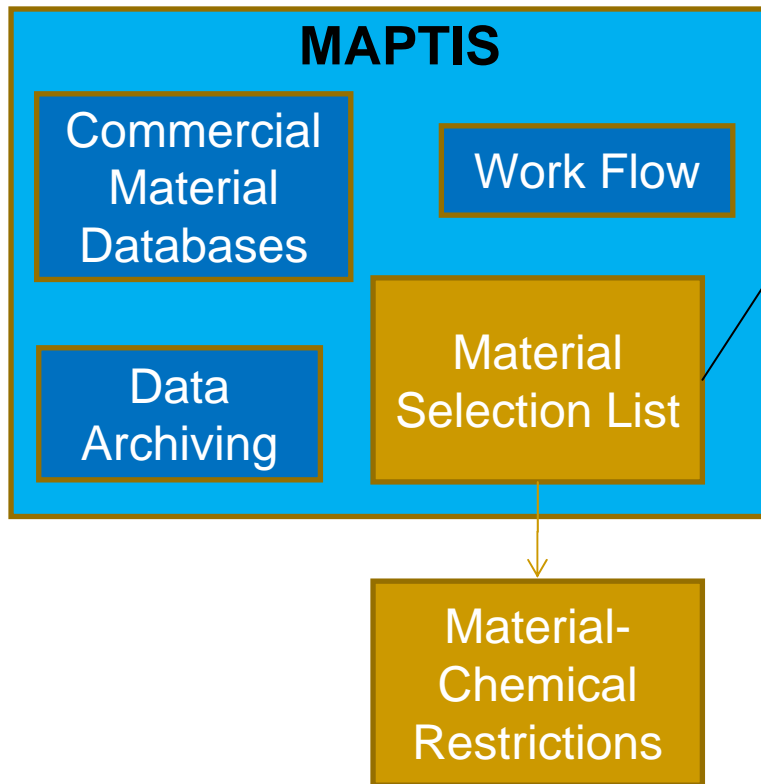 MAPTIS
Commercial
Material
Databases
Work Flow
Data
Archiving
Material
Selection List
Material-
Chemical
Restrictions